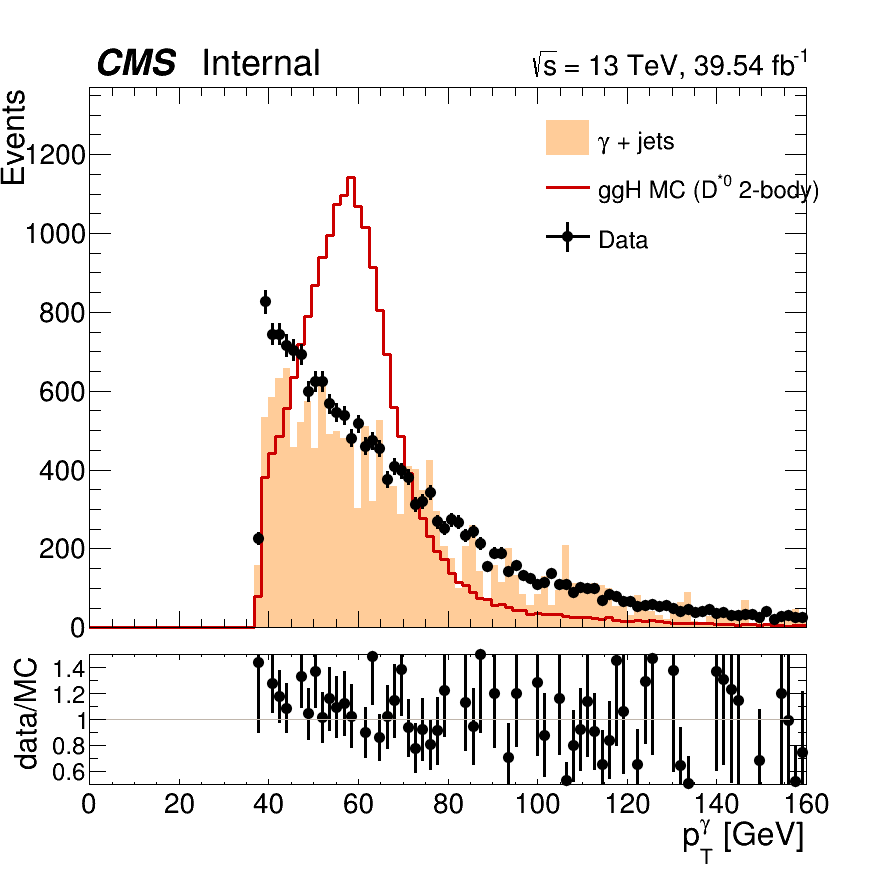 CMS Internal √s = 13 TeV, 39.54 fb⁻¹
Events
γ + jets
ggH MC (D*⁰ 2-body)
Data
1200
1000
800
600
400
200
0
data/MC
1.4
1.2
1
0.8
0.6
0 20 40 60 80 100 120 140 160
p_T^γ [GeV]